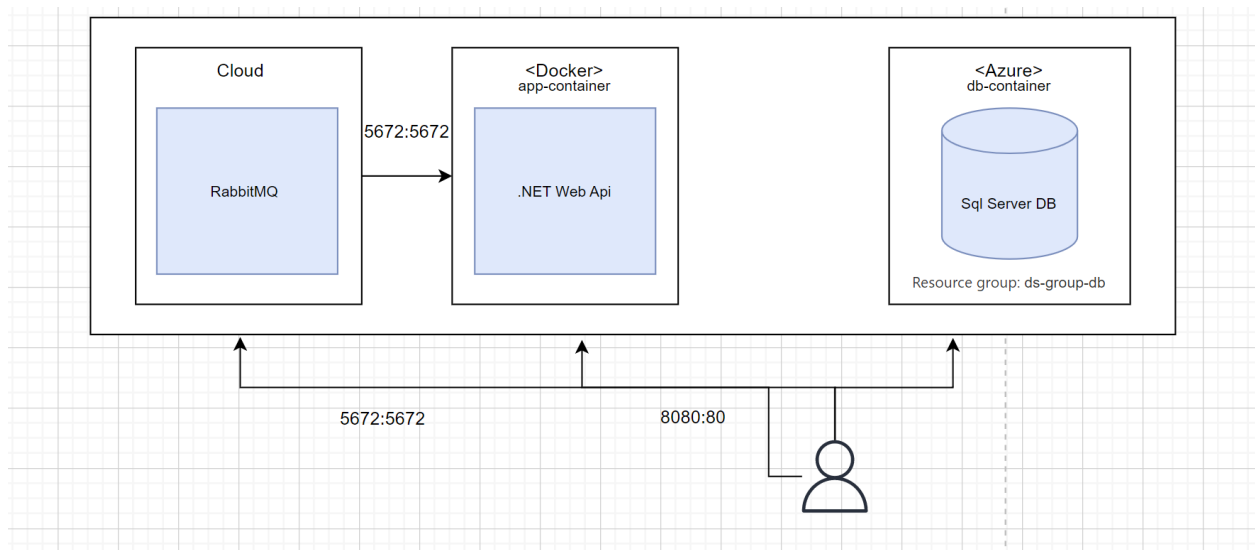 Cloud
RabbitMQ
5672:5672
<Docker>
app-container
.NET Web Api
<Azure>
db-container
Sql Server DB
Resource group: ds-group-db
5672:5672
8080:80